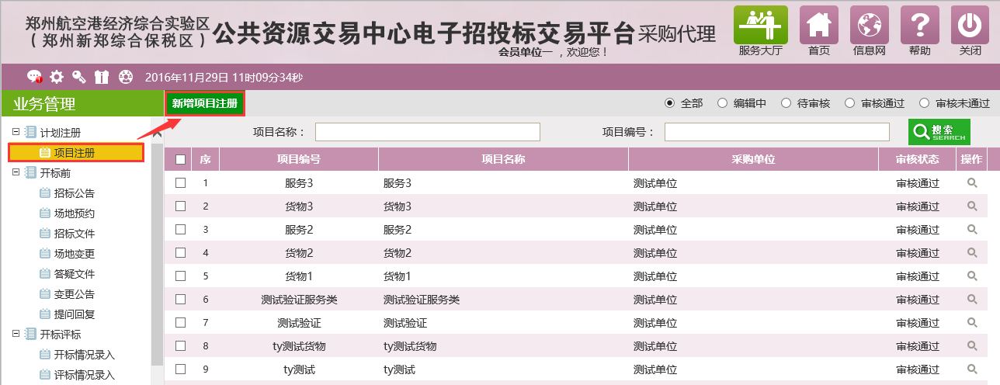 郑州航空港经济综合实验区
（郑州新郑综合保税区）
公共资源交易中心电子招投标交易平台 采购代理
会员单位一 ，欢迎您！
服务大厅 首页 信息网 帮助 关闭
2016年11月29日 11时09分34秒
业务管理
新增项目注册
全部 编辑中 待审核 审核通过 审核未通过
计划注册
项目注册
开标前
招标公告
场地预约
招标文件
场地变更
答疑文件
变更公告
提问回复
开标评标
开标情况录入
评标情况录入
项目名称： 项目编号： 搜索 SEARCH
序 项目编号 项目名称 采购单位 审核状态 操作
1 服务3 服务3 测试单位 审核通过
2 货物3 货物3 测试单位 审核通过
3 服务2 服务2 测试单位 审核通过
4 货物2 货物2 测试单位 审核通过
5 货物1 货物1 测试单位 审核通过
6 测试验证服务类 测试验证服务类 测试单位 审核通过
7 测试验证 测试验证 测试单位 审核通过
8 ty测试货物 ty测试货物 测试单位 审核通过
9 ty测试 ty测试 测试单位 审核通过